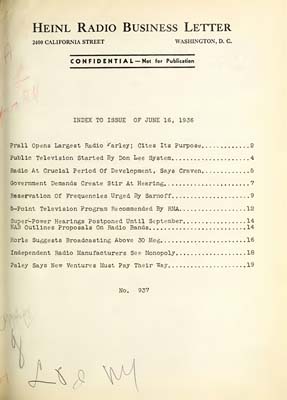 HEINL RADIO BUSINESS LETTER
2400 CALIFORNIA STREET WASHINGTON, D. C.
CONFIDENTIAL—Not for Publication
INDEX TO ISSUE OF JUNE 16, 1936
Prall Opens Largest Radio Parley; Cites Its Purpose............2
Public Television Started By Don Lee System....................4
Radio At Crucial Period Of Development, Says Craven............6
Government Demands Create Stir At Hearing......................7
Reservation Of Frequencies Urged By Sarnoff....................9
5-Point Television Program Recommended By RMA..................12
Super-Power Hearings Postponed Until September.................14
NAB Outlines Proposals On Radio Bands..........................14
Horle Suggests Broadcasting Above 30 Meg.......................16
Independent Radio Manufacturers See Monopoly...................18
Paley Says New Ventures Must Pay Their Way.....................19
No. 937